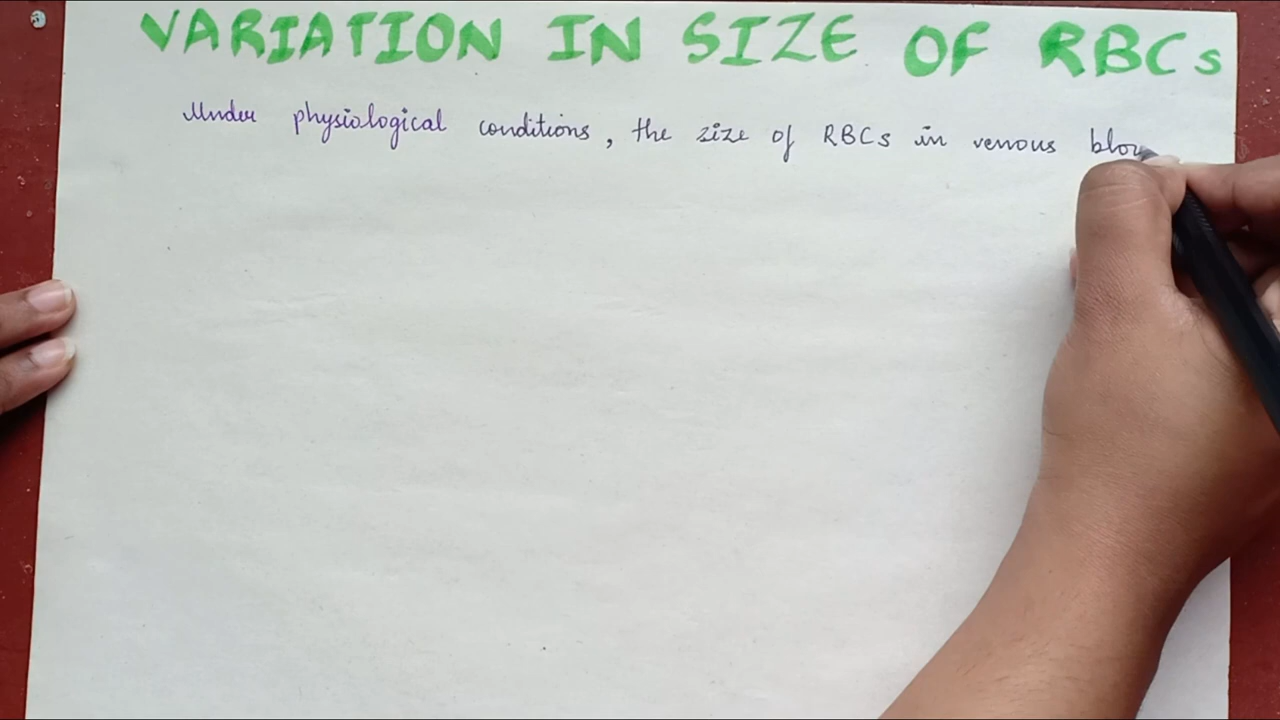 VARIATION IN SIZE OF RBCs
Under physiological conditions, the size of RBCs in venous